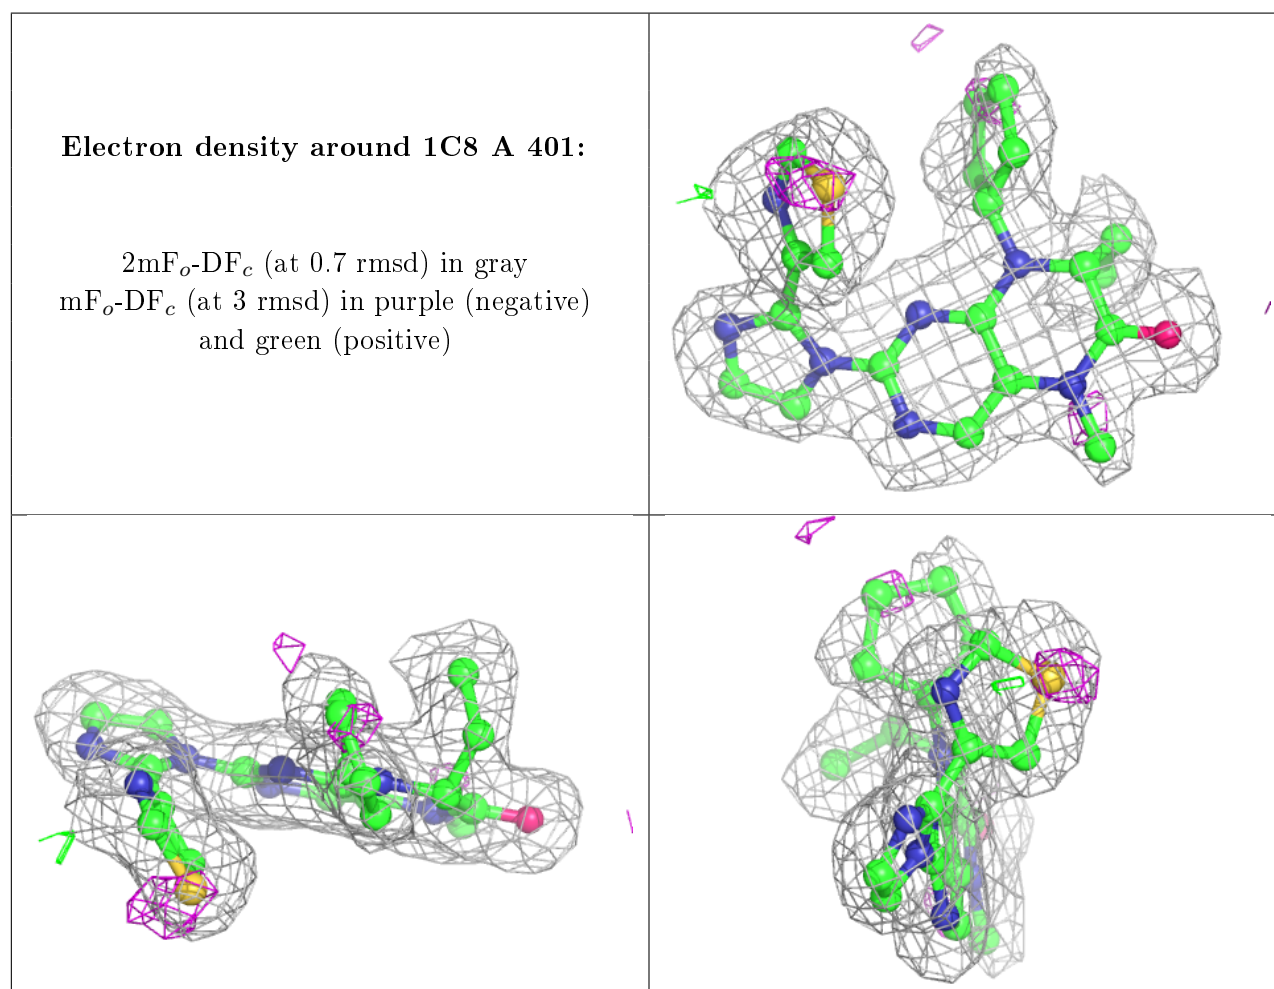 Electron density around 1C8 A 401:
2mFo-DFc (at 0.7 rmsd) in gray
mFo-DFc (at 3 rmsd) in purple (negative)
and green (positive)